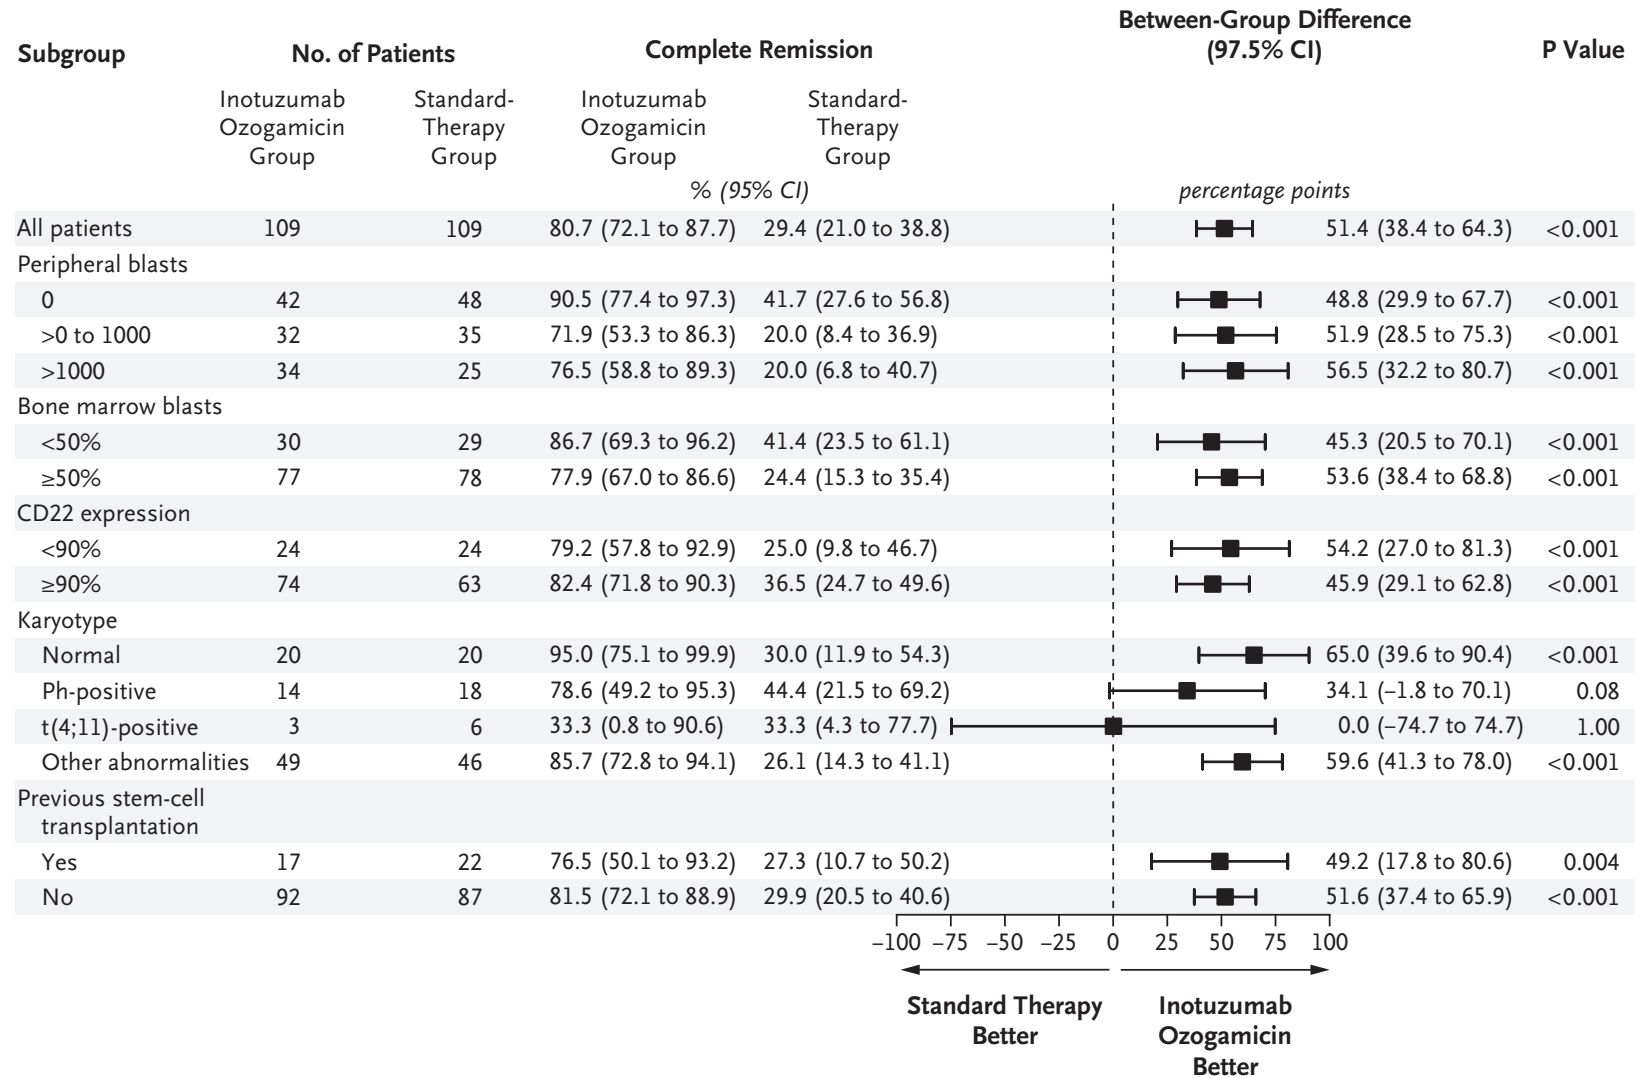 Subgroup No. of Patients Complete Remission Between-Group Difference (97.5% CI) P Value
Inotuzumab Ozogamicin Group Standard-Therapy Group Inotuzumab Ozogamicin Group Standard-Therapy Group
% (95% CI) percentage points
All patients 109 109 80.7 (72.1 to 87.7) 29.4 (21.0 to 38.8) 51.4 (38.4 to 64.3) <0.001
Peripheral blasts
0 42 48 90.5 (77.4 to 97.3) 41.7 (27.6 to 56.8) 48.8 (29.9 to 67.7) <0.001
>0 to 1000 32 35 71.9 (53.3 to 86.3) 20.0 (8.4 to 36.9) 51.9 (28.5 to 75.3) <0.001
>1000 34 25 76.5 (58.8 to 89.3) 20.0 (6.8 to 40.7) 56.5 (32.2 to 80.7) <0.001
Bone marrow blasts
<50% 30 29 86.7 (69.3 to 96.2) 41.4 (23.5 to 61.1) 45.3 (20.5 to 70.1) <0.001
≥50% 77 78 77.9 (67.0 to 86.6) 24.4 (15.3 to 35.4) 53.6 (38.4 to 68.8) <0.001
CD22 expression
<90% 24 24 79.2 (57.8 to 92.9) 25.0 (9.8 to 46.7) 54.2 (27.0 to 81.3) <0.001
≥90% 74 63 82.4 (71.8 to 90.3) 36.5 (24.7 to 49.6) 45.9 (29.1 to 62.8) <0.001
Karyotype
Normal 20 20 95.0 (75.1 to 99.9) 30.0 (11.9 to 54.3) 65.0 (39.6 to 90.4) <0.001
Ph-positive 14 18 78.6 (49.2 to 95.3) 44.4 (21.5 to 69.2) 34.1 (–1.8 to 70.1) 0.08
t(4;11)-positive 3 6 33.3 (0.8 to 90.6) 33.3 (4.3 to 77.7) 0.0 (–74.7 to 74.7) 1.00
Other abnormalities 49 46 85.7 (72.8 to 94.1) 26.1 (14.3 to 41.1) 59.6 (41.3 to 78.0) <0.001
Previous stem-cell
transplantation
Yes 17 22 76.5 (50.1 to 93.2) 27.3 (10.7 to 50.2) 49.2 (17.8 to 80.6) 0.004
No 92 87 81.5 (72.1 to 88.9) 29.9 (20.5 to 40.6) 51.6 (37.4 to 65.9) <0.001
–100 –75 –50 –25 0 25 50 75 100
Standard Therapy Better Inotuzumab Ozogamicin Better